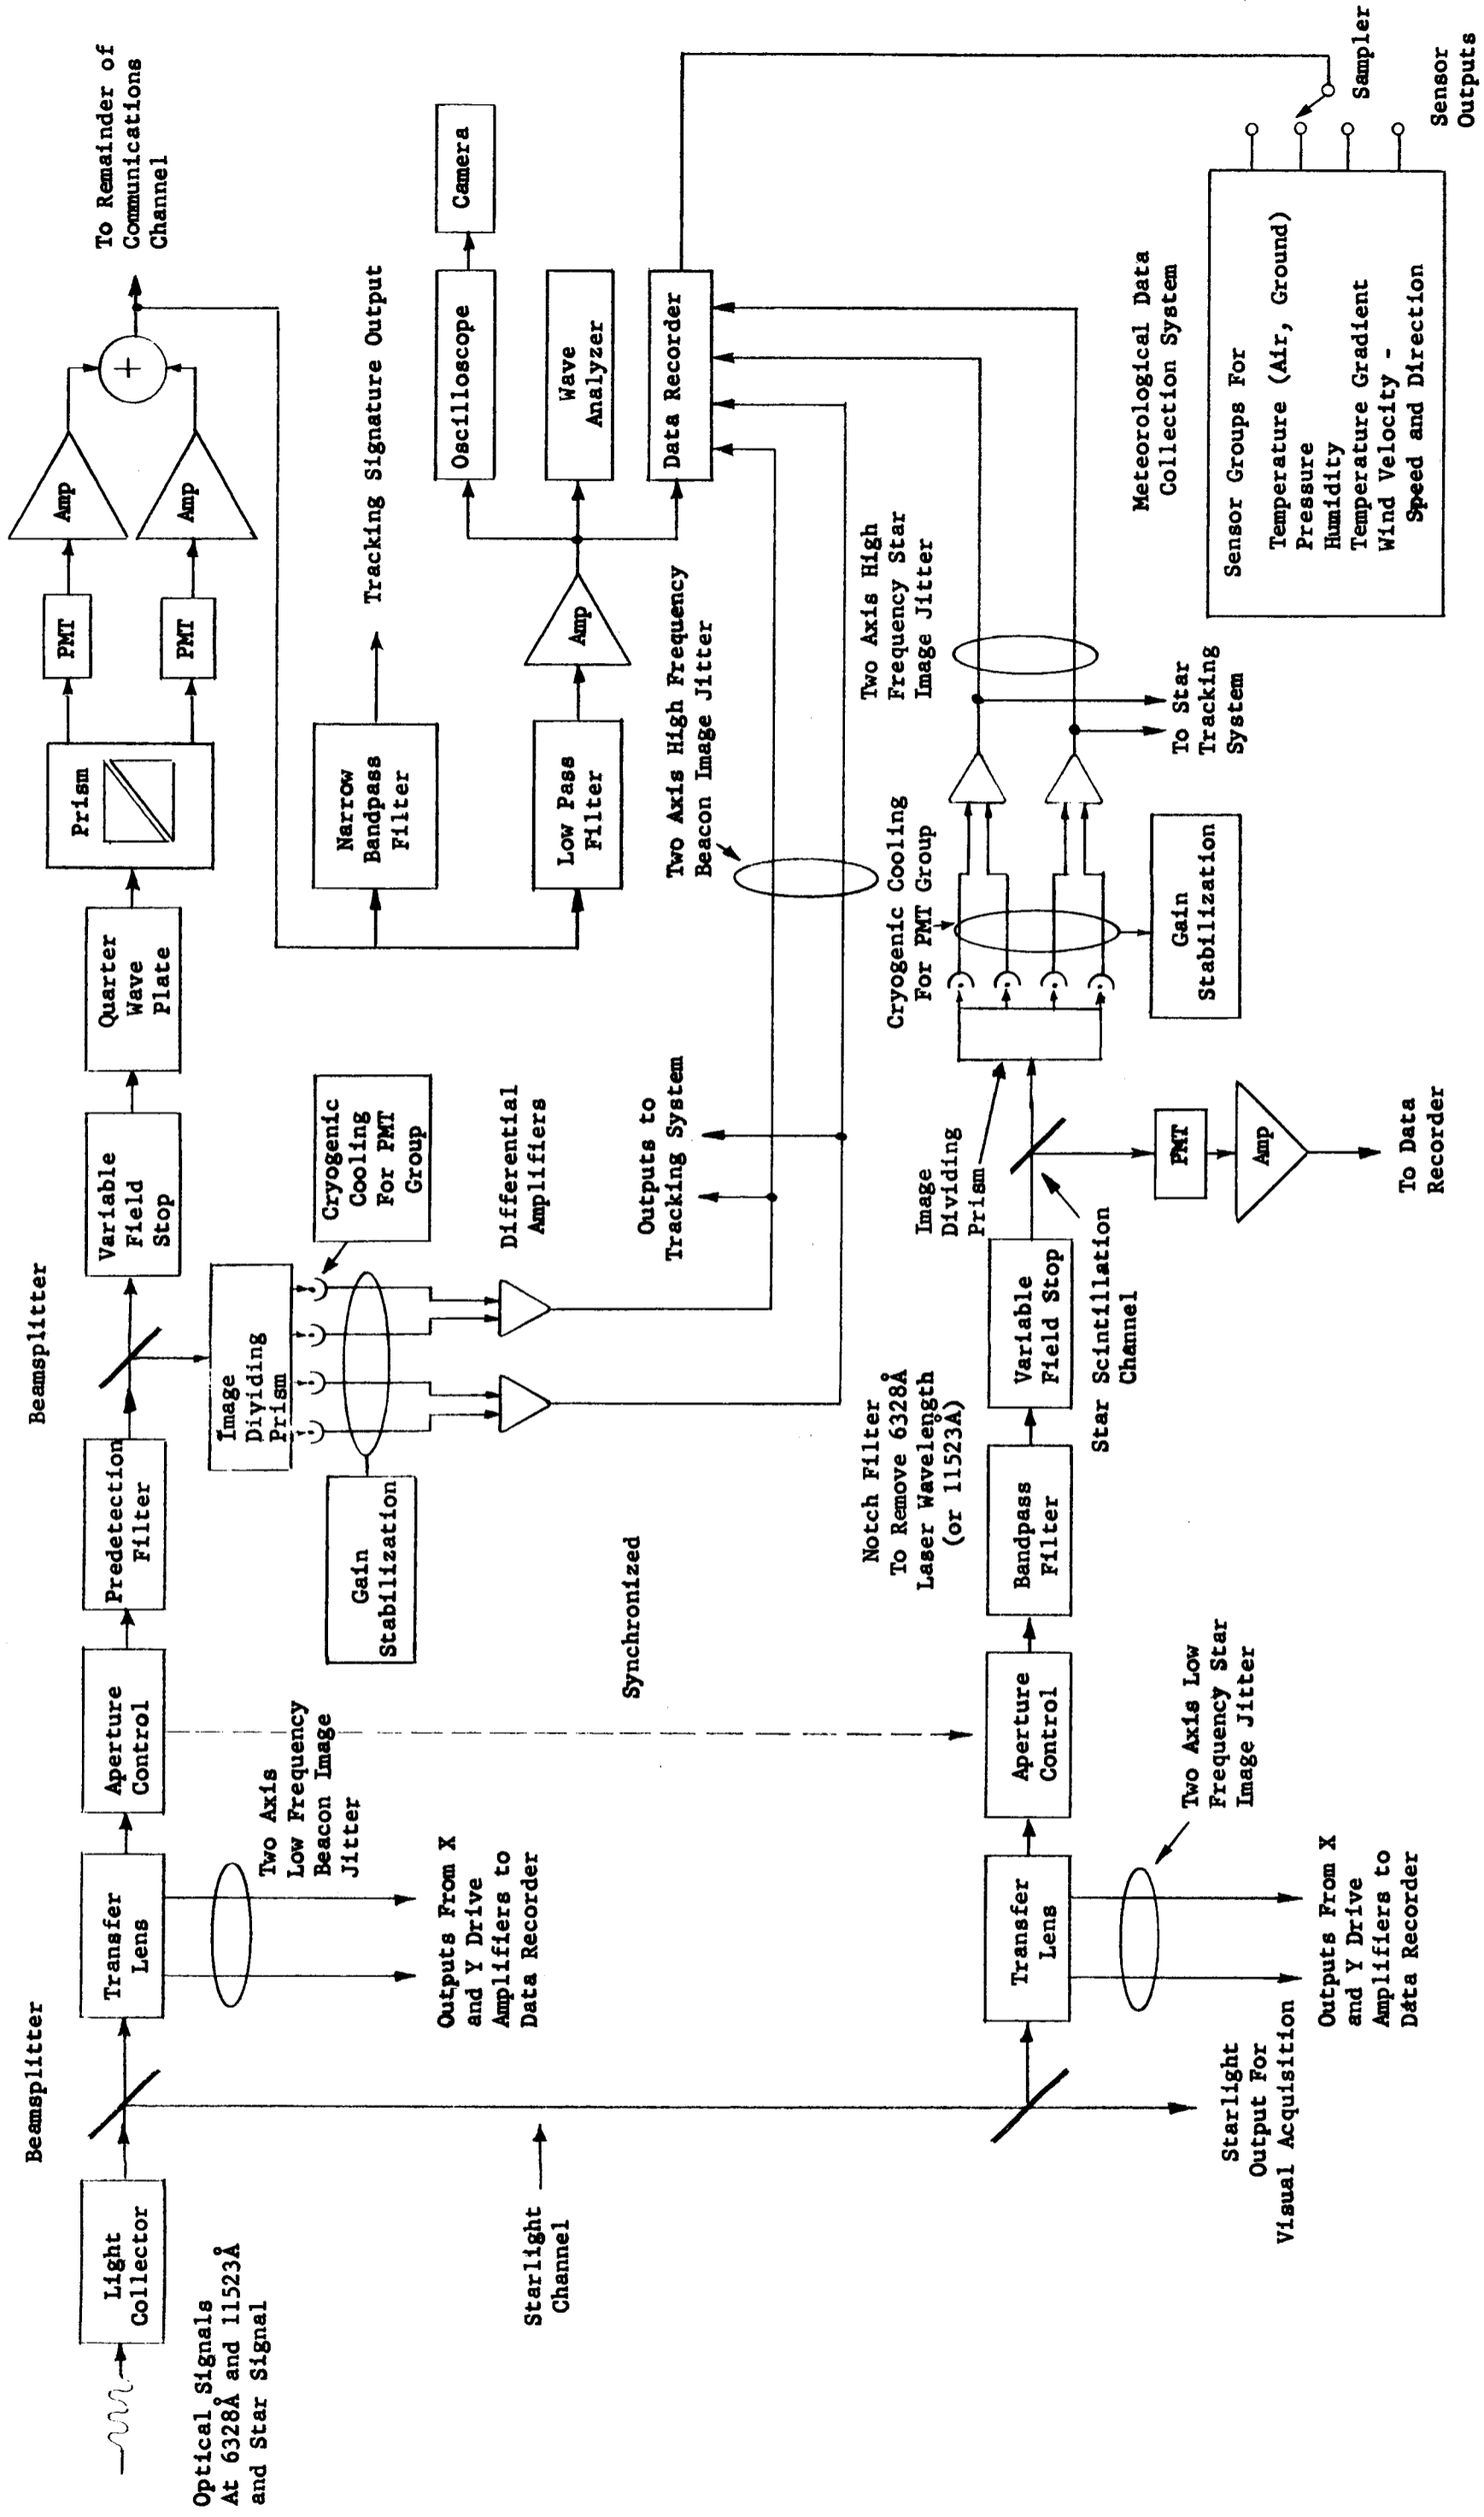 Optical Signals
At 6328Å and 11523Å
and Star Signal
Light
Collector
Beamsplitter
Transfer
Lens
Two Axis
Low Frequency
Beacon Image
Jitter
Outputs From X
and Y Drive
Amplifiers to
Data Recorder
Aperture
Control
Synchronized
Predetection
Filter
Beamsplitter
Image
Dividing
Prism
Gain
Stabilization
Cryogenic
Cooling
For PMT
Group
Differential
Amplifiers
Outputs to
Tracking System
Variable
Field
Stop
Quarter
Wave
Plate
Prism
PMT
PMT
Amp
Amp
+
To Remainder of
Communications
Channel
Narrow
Bandpass
Filter
Tracking Signature Output
Low Pass
Filter
Amp
Oscilloscope
Camera
Wave
Analyzer
Data Recorder
Two Axis High Frequency
Beacon Image Jitter
Starlight
Channel
Starlight
Output For
Visual Acquisition
Transfer
Lens
Two Axis Low
Frequency Star
Image Jitter
Outputs From X
and Y Drive
Amplifiers to
Data Recorder
Aperture
Control
Notch Filter
To Remove 6328Å
Laser Wavelength
(or 11523Å)
Bandpass
Filter
Variable
Field Stop
Star Scintillation
Channel
Image
Dividing
Prism
PMT
Amp
To Data
Recorder
Cryogenic Cooling
For PMT Group
Gain
Stabilization
Two Axis High
Frequency Star
Image Jitter
To Star
Tracking
System
Meteorological Data
Collection System
Sensor Groups For
Temperature (Air, Ground)
Pressure
Humidity
Temperature Gradient
Wind Velocity -
Speed and Direction
Sampler
Sensor
Outputs